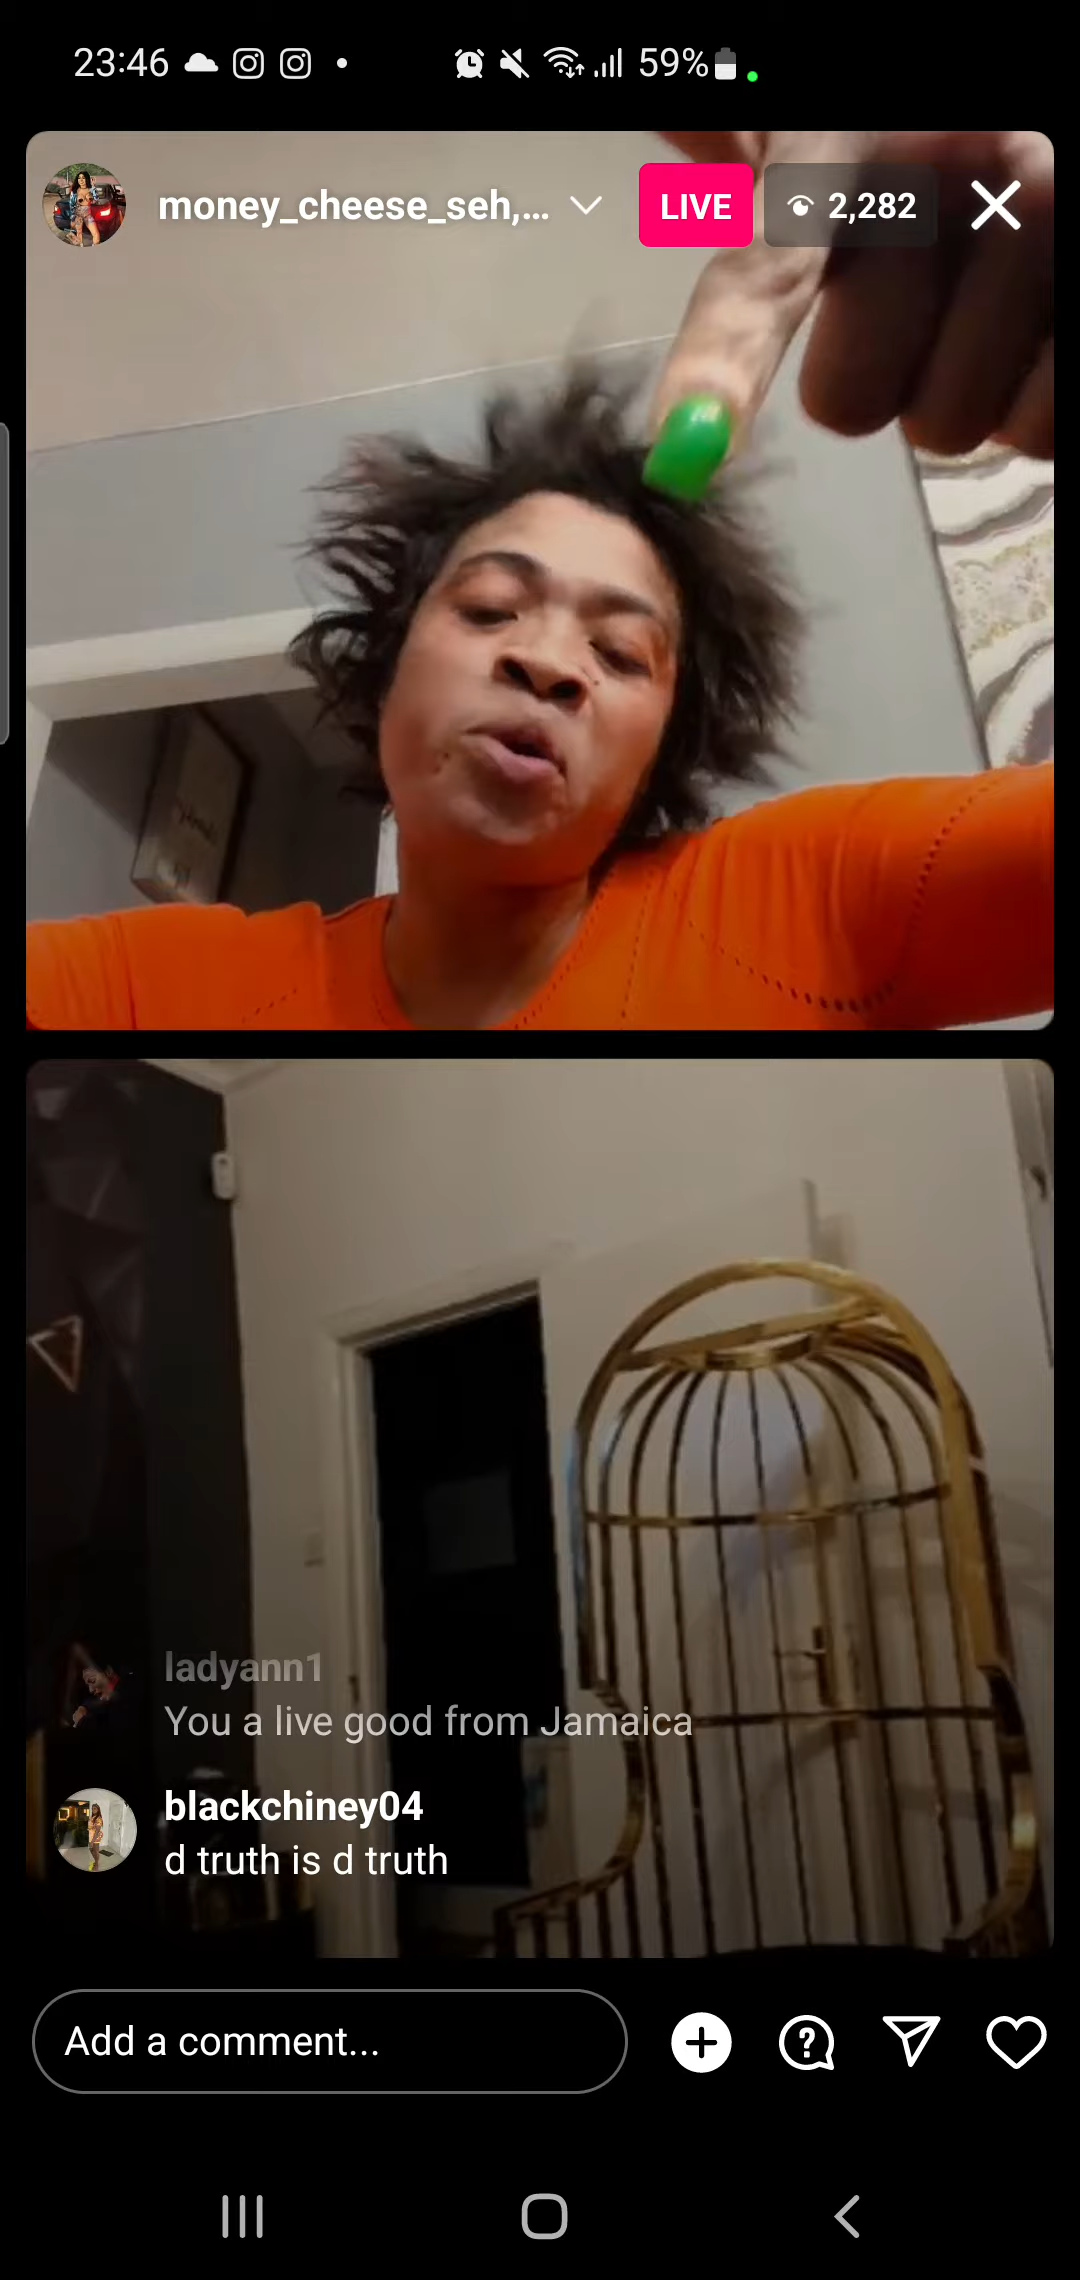 23:46
59%
money_cheese_seh,...
LIVE
2,282
ladyann1
You a live good from Jamaica
blackchiney04
d truth is d truth
Add a comment...